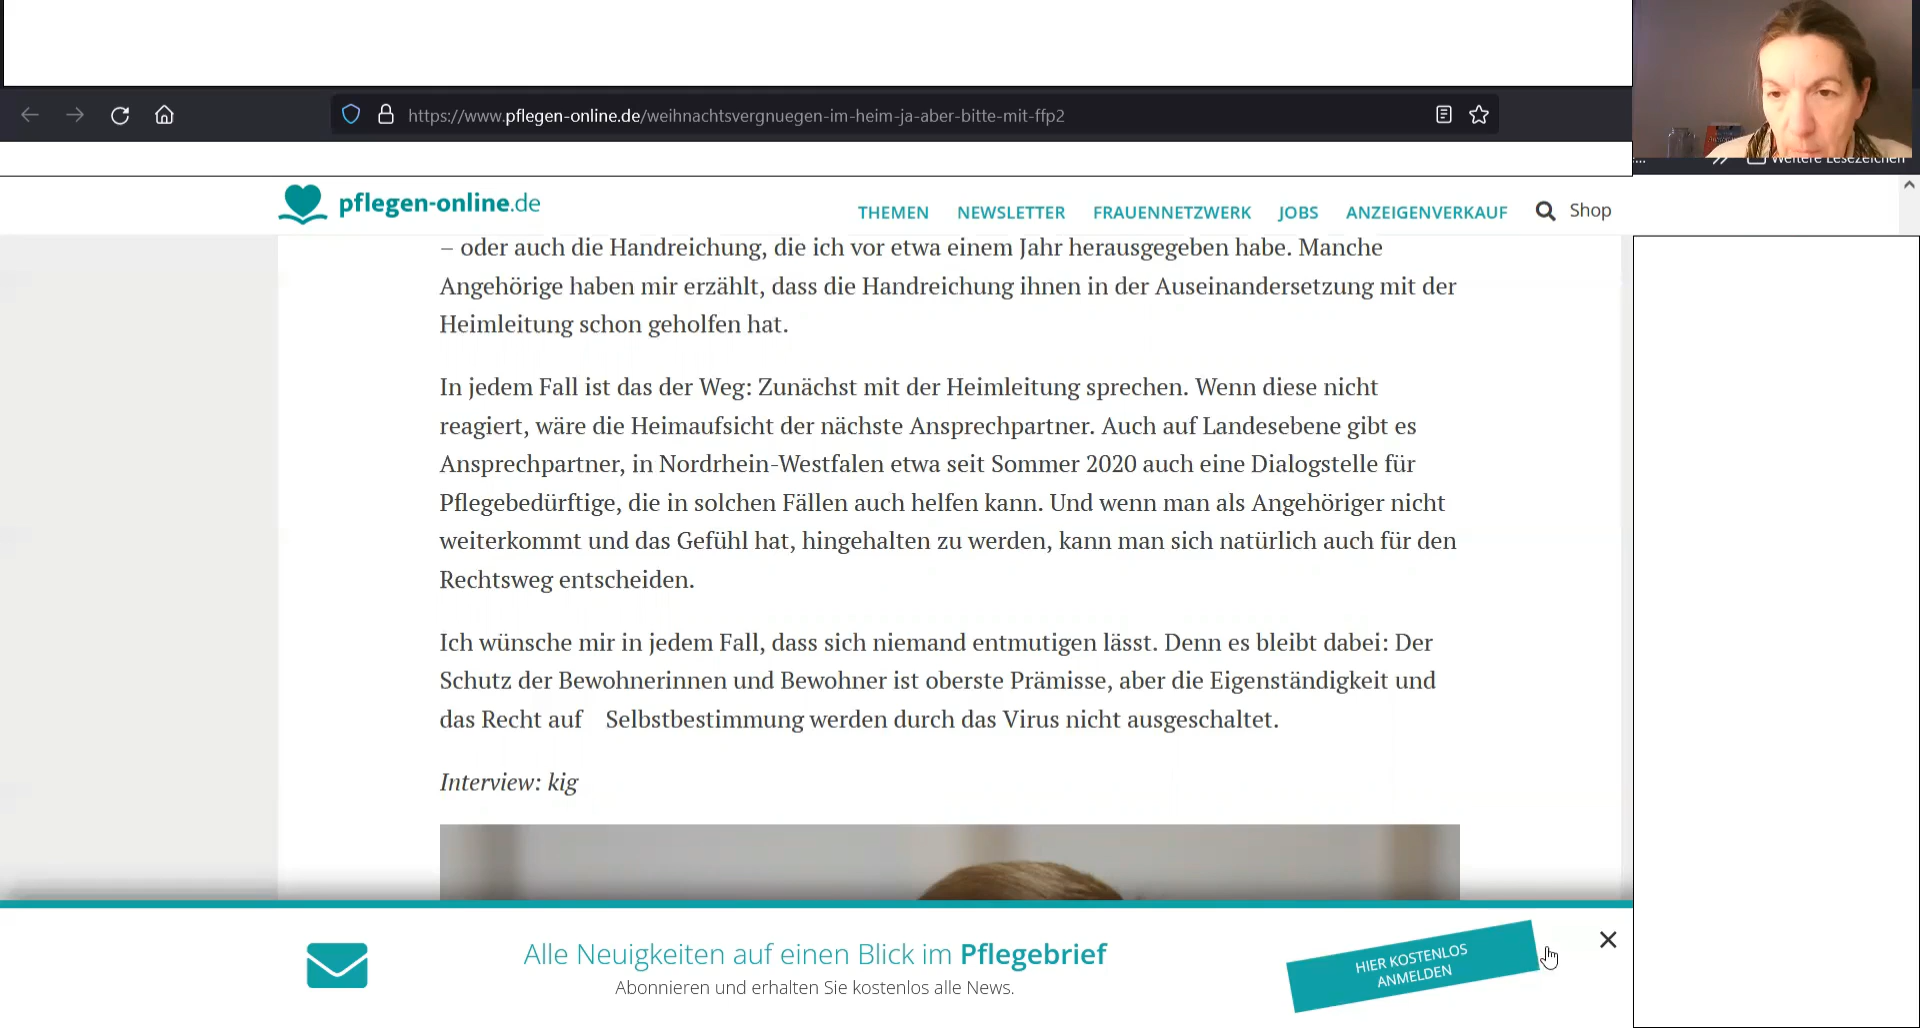 https://www.pflegen-online.de/weihnachtsvergnuegen-im-heim-ja-aber-bitte-mit-ffp2
... Weitere Lesezeichen
pflegen-online.de
THEMEN NEWSLETTER FRAUENNETZWERK JOBS ANZEIGENVERKAUF Shop
– oder auch die Handreichung, die ich vor etwa einem Jahr herausgegeben habe. Manche
Angehörige haben mir erzählt, dass die Handreichung ihnen in der Auseinandersetzung mit der
Heimleitung schon geholfen hat.
In jedem Fall ist das der Weg: Zunächst mit der Heimleitung sprechen. Wenn diese nicht
reagiert, wäre die Heimaufsicht der nächste Ansprechpartner. Auch auf Landesebene gibt es
Ansprechpartner, in Nordrhein-Westfalen etwa seit Sommer 2020 auch eine Dialogstelle für
Pflegebedürftige, die in solchen Fällen auch helfen kann. Und wenn man als Angehöriger nicht
weiterkommt und das Gefühl hat, hingehalten zu werden, kann man sich natürlich auch für den
Rechtsweg entscheiden.
Ich wünsche mir in jedem Fall, dass sich niemand entmutigen lässt. Denn es bleibt dabei: Der
Schutz der Bewohnerinnen und Bewohner ist oberste Prämisse, aber die Eigenständigkeit und
das Recht auf Selbstbestimmung werden durch das Virus nicht ausgeschaltet.
Interview: kig
Alle Neuigkeiten auf einen Blick im Pflegebrief
Abonnieren und erhalten Sie kostenlos alle News.
HIER KOSTENLOS
ANMELDEN